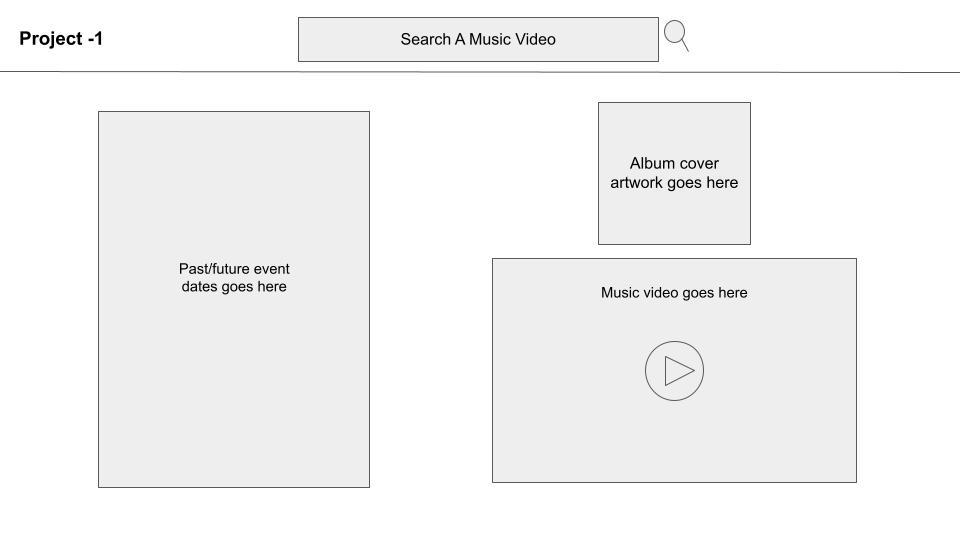 Project -1
Search A Music Video
Past/future event
dates goes here
Album cover
artwork goes here
Music video goes here